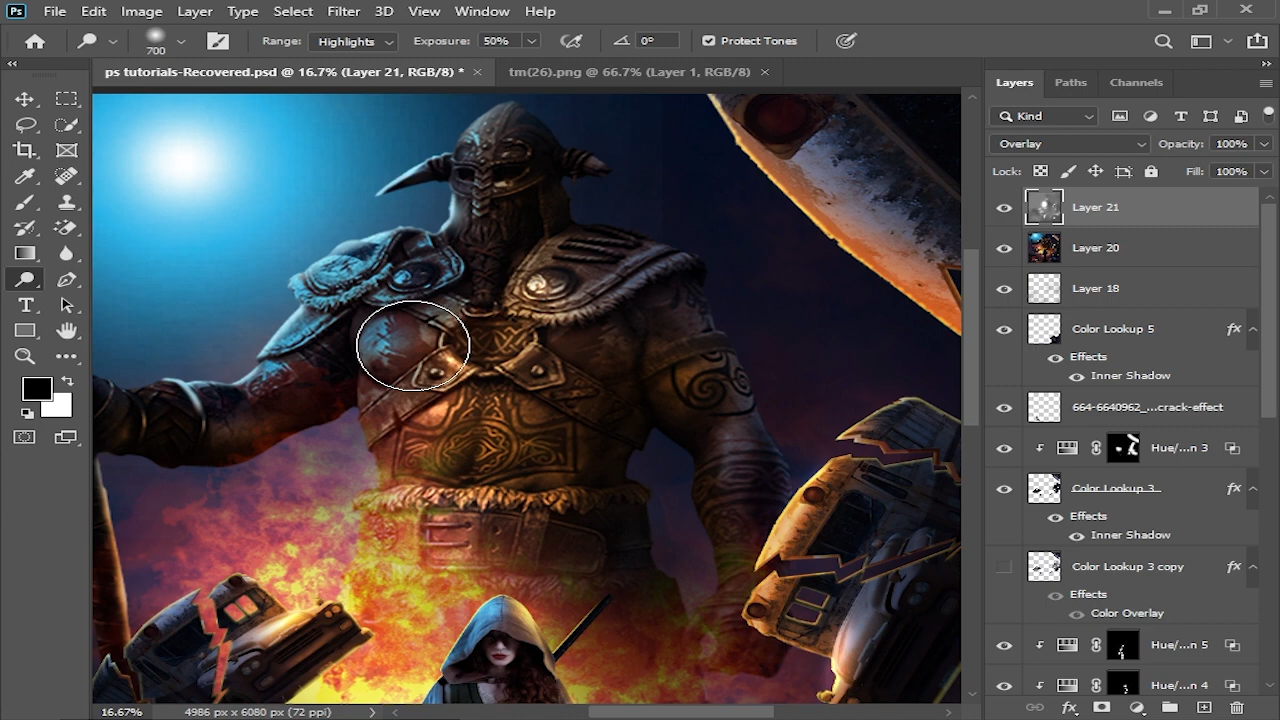 Ps File Edit Image Layer Type Select Filter 3D View Window Help
700 Range: Highlights Exposure: 50% 0° Protect Tones
ps tutorials-Recovered.psd @ 16.7% (Layer 21, RGB/8) * × tm(26).png @ 66.7% (Layer 1, RGB/8) ×
Layers Paths Channels
Kind
Overlay Opacity: 100%
Lock: Fill: 100%
Layer 21
Layer 20
Layer 18
Color Lookup 5 fx
Effects
Inner Shadow
664-6640962_...crack-effect
Hue/...n 3
Color Lookup 3 fx
Effects
Inner Shadow
Color Lookup 3 copy fx
Effects
Color Overlay
Hue/...n 5
Hue/...n 4
16.67% 4986 px x 6080 px (72 ppi)
fx